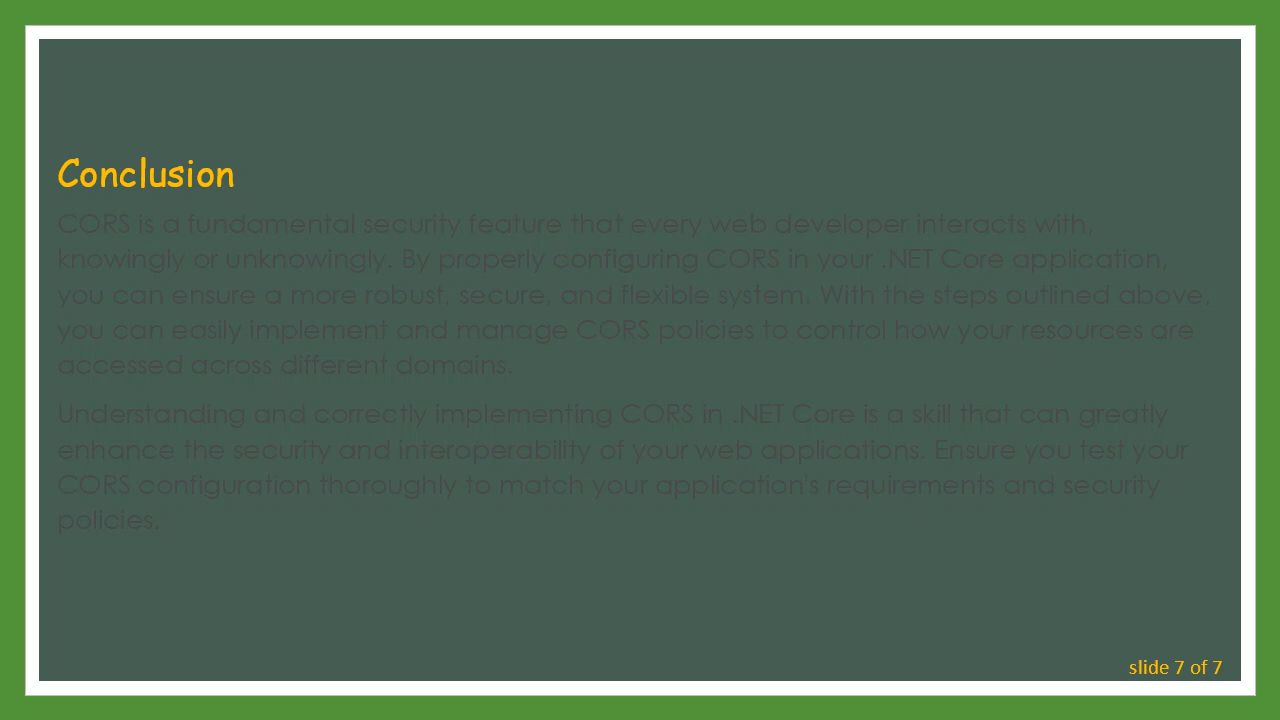 Conclusion
CORS is a fundamental security feature that every web developer interacts with,
knowingly or unknowingly. By properly configuring CORS in your .NET Core application,
you can ensure a more robust, secure, and flexible system. With the steps outlined above,
you can easily implement and manage CORS policies to control how your resources are
accessed across different domains.
Understanding and correctly implementing CORS in .NET Core is a skill that can greatly
enhance the security and interoperability of your web applications. Ensure you test your
CORS configuration thoroughly to match your application's requirements and security
policies.
slide 7 of 7